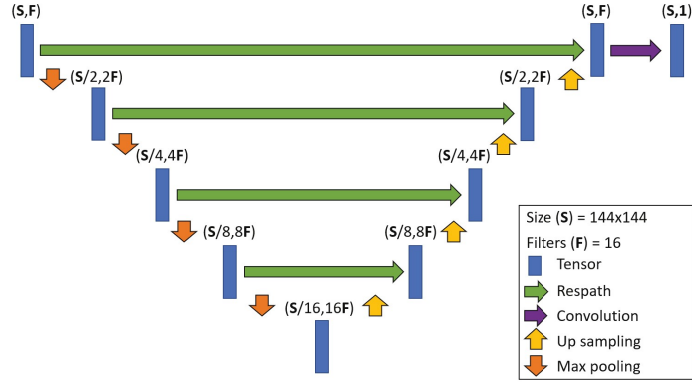 (S,F)
(S,F)
(S,1)
(S/2,2F)
(S/2,2F)
(S/4,4F)
(S/4,4F)
(S/8,8F)
(S/8,8F)
(S/16,16F)
Size (S) = 144x144
Filters (F) = 16
Tensor
Respath
Convolution
Up sampling
Max pooling